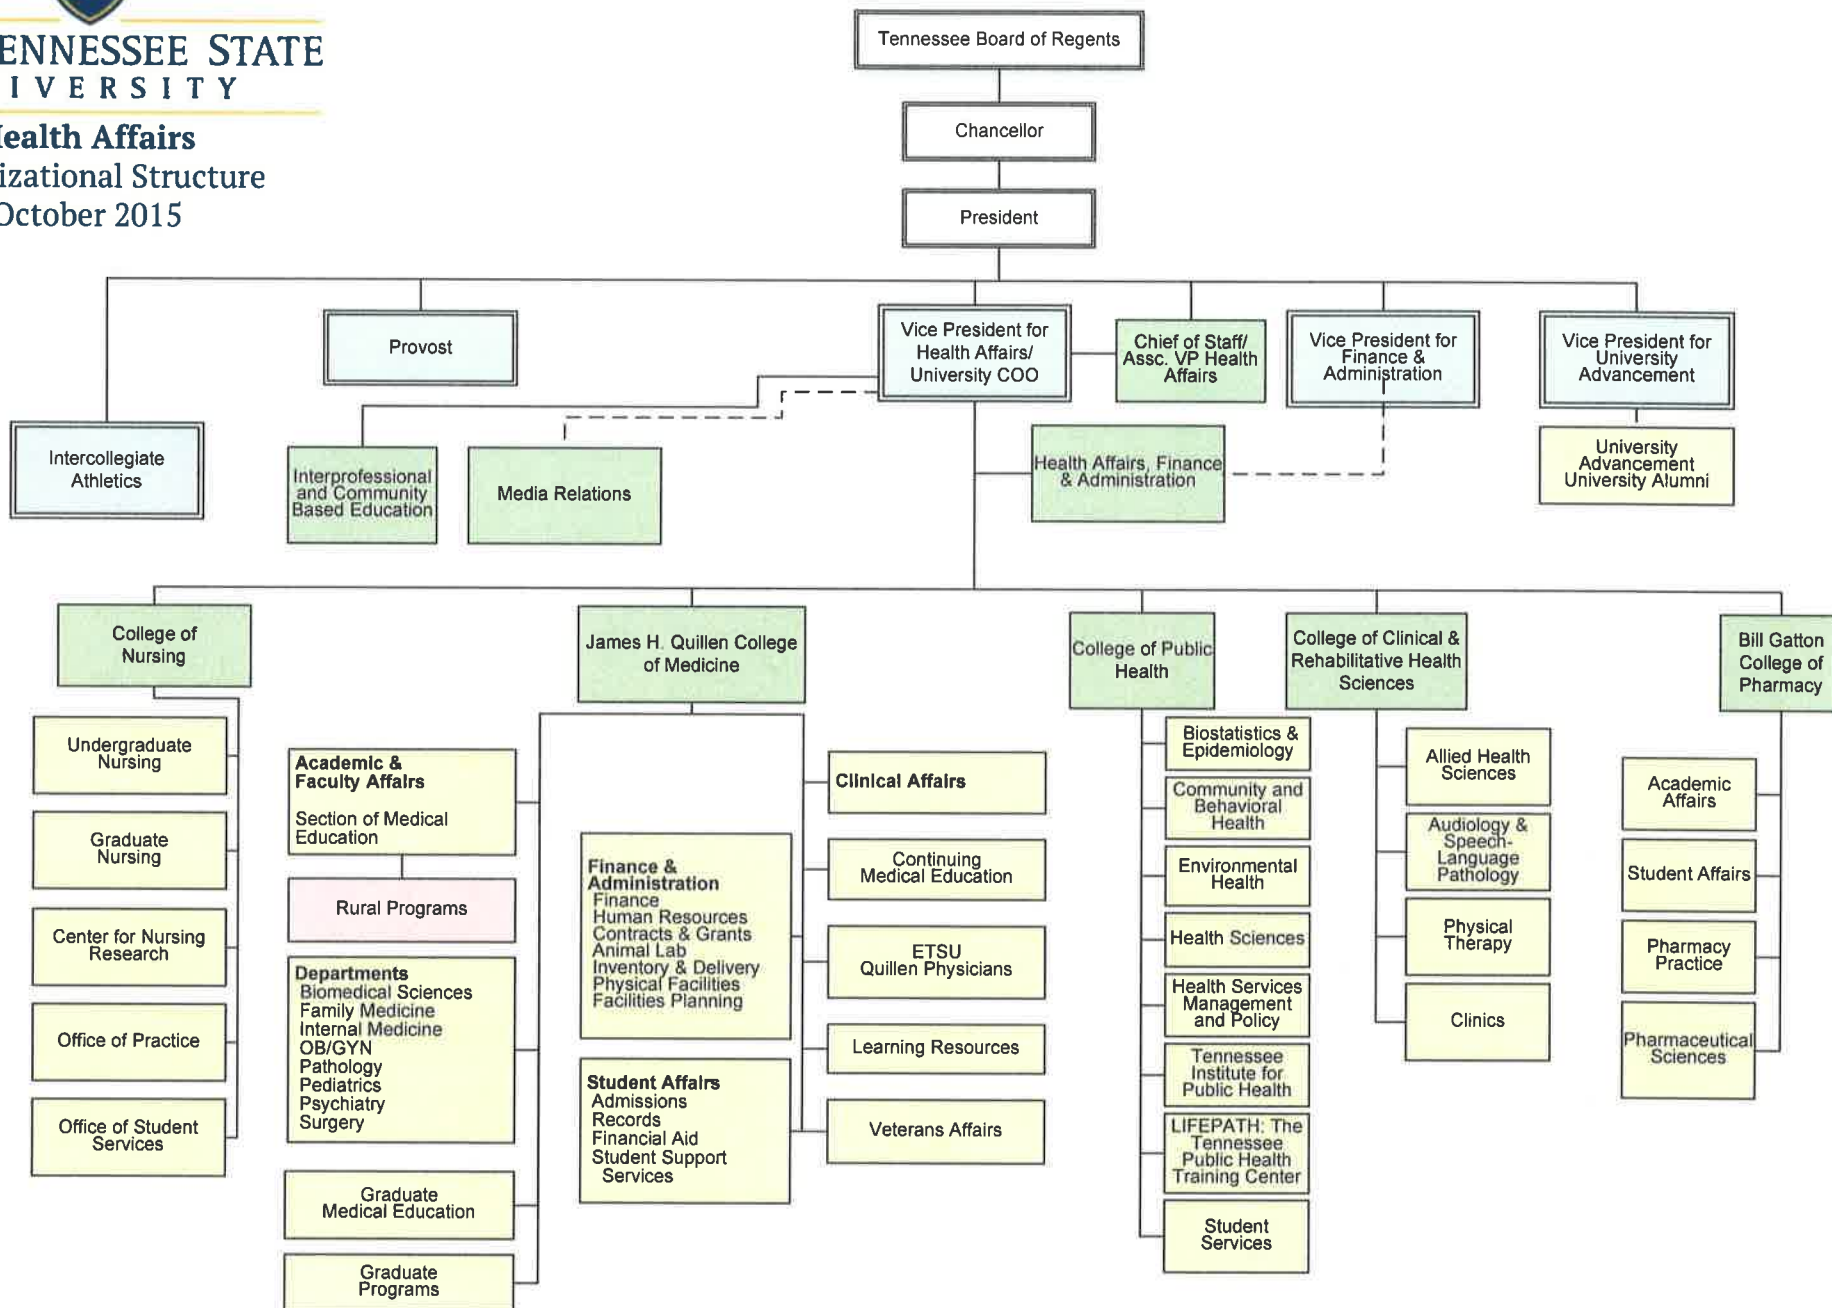 ENNESSEE STATE
IVERSITY
Health Affairs
izational Structure
October 2015
Tennessee Board of Regents
Chancellor
President
Provost
Vice President for
Health Affairs/
University COO
Chief of Staff/
Assc. VP Health
Affairs
Vice President for
Finance &
Administration
Vice President for
University
Advancement
Intercollegiate
Athletics
Interprofessional
and Community
Based Education
Media Relations
Health Affairs, Finance
& Administration
University
Advancement
University Alumni
College of
Nursing
James H. Quillen College
of Medicine
College of Public
Health
College of Clinical &
Rehabilitative Health
Sciences
Bill Gatton
College of
Pharmacy
Undergraduate
Nursing
Graduate
Nursing
Center for Nursing
Research
Office of Practice
Office of Student
Services
Academic &
Faculty Affairs
Section of Medical
Education
Rural Programs
Departments
Biomedical Sciences
Family Medicine
Internal Medicine
OB/GYN
Pathology
Pediatrics
Psychiatry
Surgery
Graduate
Medical Education
Graduate
Programs
Finance &
Administration
Finance
Human Resources
Contracts & Grants
Animal Lab
Inventory & Delivery
Physical Facilities
Facilities Planning
Student Affairs
Admissions
Records
Financial Aid
Student Support
Services
Clinical Affairs
Continuing
Medical Education
ETSU
Quillen Physicians
Learning Resources
Veterans Affairs
Biostatistics &
Epidemiology
Community and
Behavioral
Health
Environmental
Health
Health Sciences
Health Services
Management
and Policy
Tennessee
Institute for
Public Health
LIFEPATH: The
Tennessee
Public Health
Training Center
Student
Services
Allied Health
Sciences
Audiology &
Speech-
Language
Pathology
Physical
Therapy
Clinics
Academic
Affairs
Student Affairs
Pharmacy
Practice
Pharmaceutical
Sciences